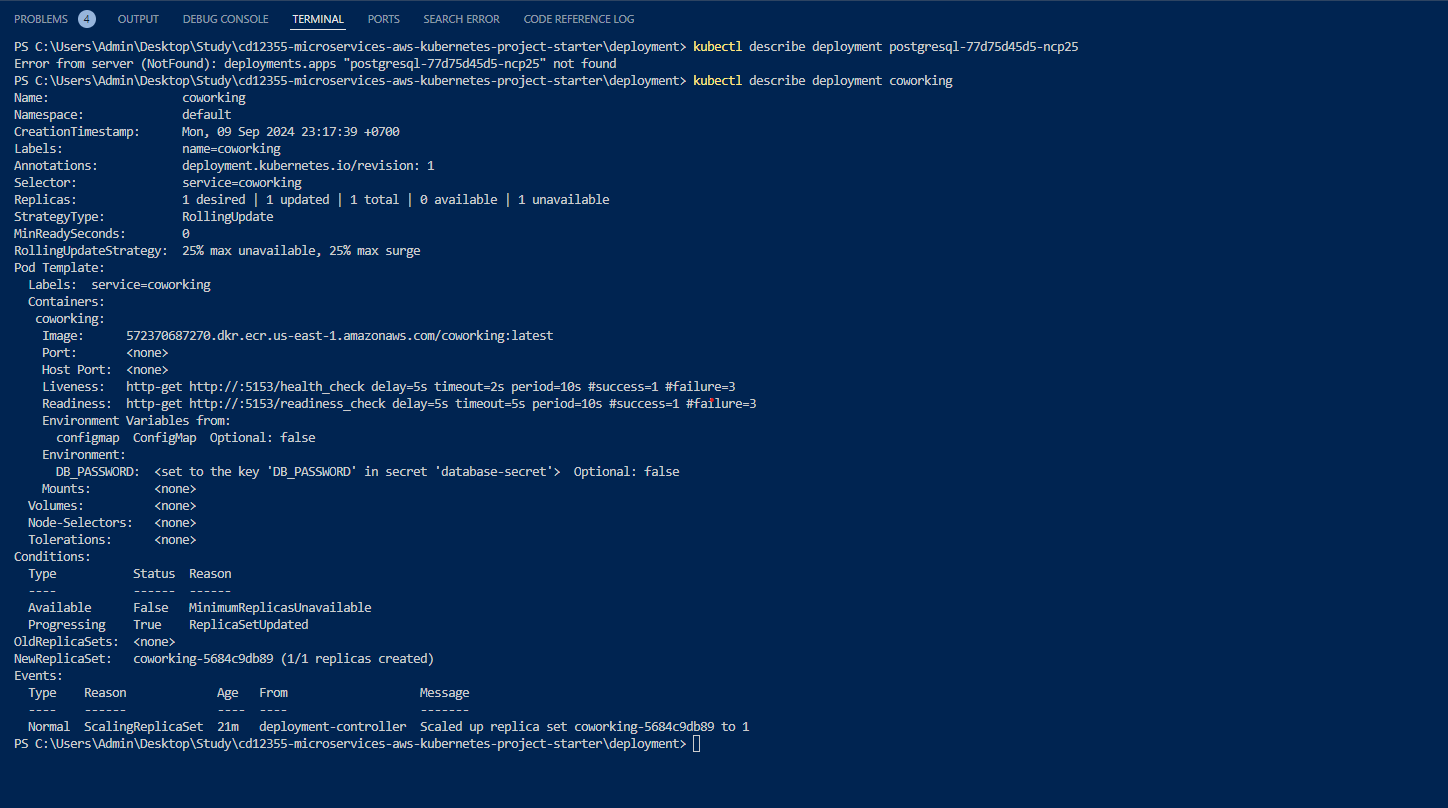 PROBLEMS 4 OUTPUT DEBUG CONSOLE TERMINAL PORTS SEARCH ERROR CODE REFERENCE LOG
PS C:\Users\Admin\Desktop\Study\cd12355-microservices-aws-kubernetes-project-starter\deployment> kubectl describe deployment postgresql-77d75d45d5-ncp25
Error from server (NotFound): deployments.apps "postgresql-77d75d45d5-ncp25" not found
PS C:\Users\Admin\Desktop\Study\cd12355-microservices-aws-kubernetes-project-starter\deployment> kubectl describe deployment coworking
Name:                   coworking
Namespace:              default
CreationTimestamp:      Mon, 09 Sep 2024 23:17:39 +0700
Labels:                 name=coworking
Annotations:            deployment.kubernetes.io/revision: 1
Selector:               service=coworking
Replicas:               1 desired | 1 updated | 1 total | 0 available | 1 unavailable
StrategyType:           RollingUpdate
MinReadySeconds:        0
RollingUpdateStrategy:  25% max unavailable, 25% max surge
Pod Template:
  Labels:  service=coworking
  Containers:
   coworking:
    Image:      572370687270.dkr.ecr.us-east-1.amazonaws.com/coworking:latest
    Port:       <none>
    Host Port:  <none>
    Liveness:   http-get http://:5153/health_check delay=5s timeout=2s period=10s #success=1 #failure=3
    Readiness:  http-get http://:5153/readiness_check delay=5s timeout=5s period=10s #success=1 #failure=3
    Environment Variables from:
      configmap  ConfigMap  Optional: false
    Environment:
      DB_PASSWORD:  <set to the key 'DB_PASSWORD' in secret 'database-secret'>  Optional: false
    Mounts:         <none>
  Volumes:          <none>
  Node-Selectors:   <none>
  Tolerations:      <none>
Conditions:
  Type           Status  Reason
  ----           ------  ------
  Available      False   MinimumReplicasUnavailable
  Progressing    True    ReplicaSetUpdated
OldReplicaSets:  <none>
NewReplicaSet:   coworking-5684c9db89 (1/1 replicas created)
Events:
  Type    Reason             Age   From                   Message
  ----    ------             ----  ----                   -------
  Normal  ScalingReplicaSet  21m   deployment-controller  Scaled up replica set coworking-5684c9db89 to 1
PS C:\Users\Admin\Desktop\Study\cd12355-microservices-aws-kubernetes-project-starter\deployment>